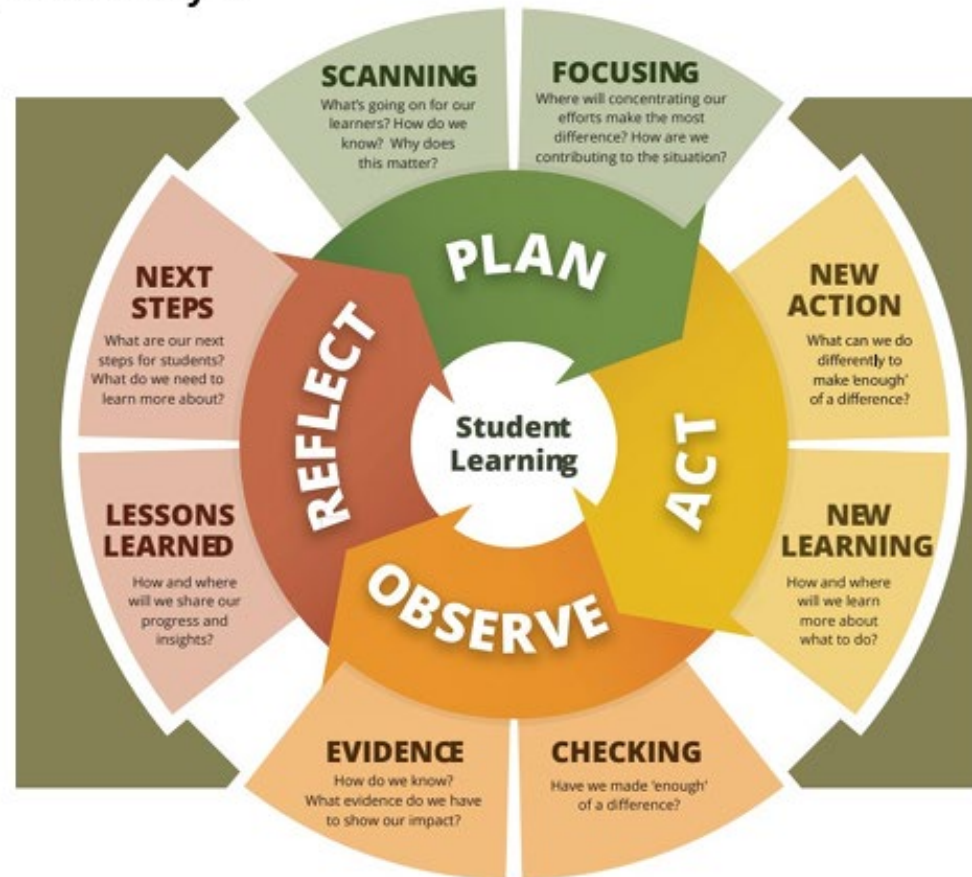 SCANNING
What's going on for our
learners? How do we
know? Why does
this matter?
FOCUSING
Where will concentrating our
efforts make the most
difference? How are we
contributing to the situation?
NEW
ACTION
What can we do
differently to
make 'enough'
of a difference?
NEW
LEARNING
How and where
will we learn
more about
what to do?
CHECKING
Have we made 'enough'
of a difference?
EVIDENCE
How do we know?
What evidence do we have
to show our impact?
LESSONS
LEARNED
How and where
will we share our
progress and
insights?
NEXT
STEPS
What are our next
steps for students?
What do we need to
learn more about?
PLAN
ACT
OBSERVE
REFLECT
Student
Learning